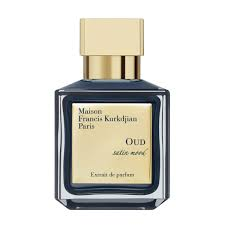 Maison
Francis Kurkdjian
Paris
OUD
satin mood
Extrait de parfum